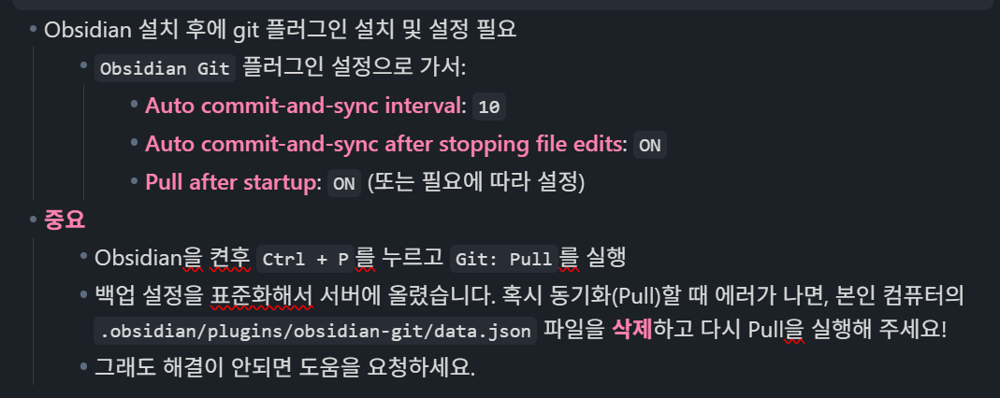 Obsidian 설치 후에 git 플러그인 설치 및 설정 필요
Obsidian Git 플러그인 설정으로 가서:
Auto commit-and-sync interval: 10
Auto commit-and-sync after stopping file edits: ON
Pull after startup: ON (또는 필요에 따라 설정)
중요
Obsidian을 켠후 Ctrl + P를 누르고 Git: Pull를 실행
백업 설정을 표준화해서 서버에 올렸습니다. 혹시 동기화(Pull)할 때 에러가 나면, 본인 컴퓨터의
.obsidian/plugins/obsidian-git/data.json 파일을 삭제하고 다시 Pull을 실행해 주세요!
그래도 해결이 안되면 도움을 요청하세요.